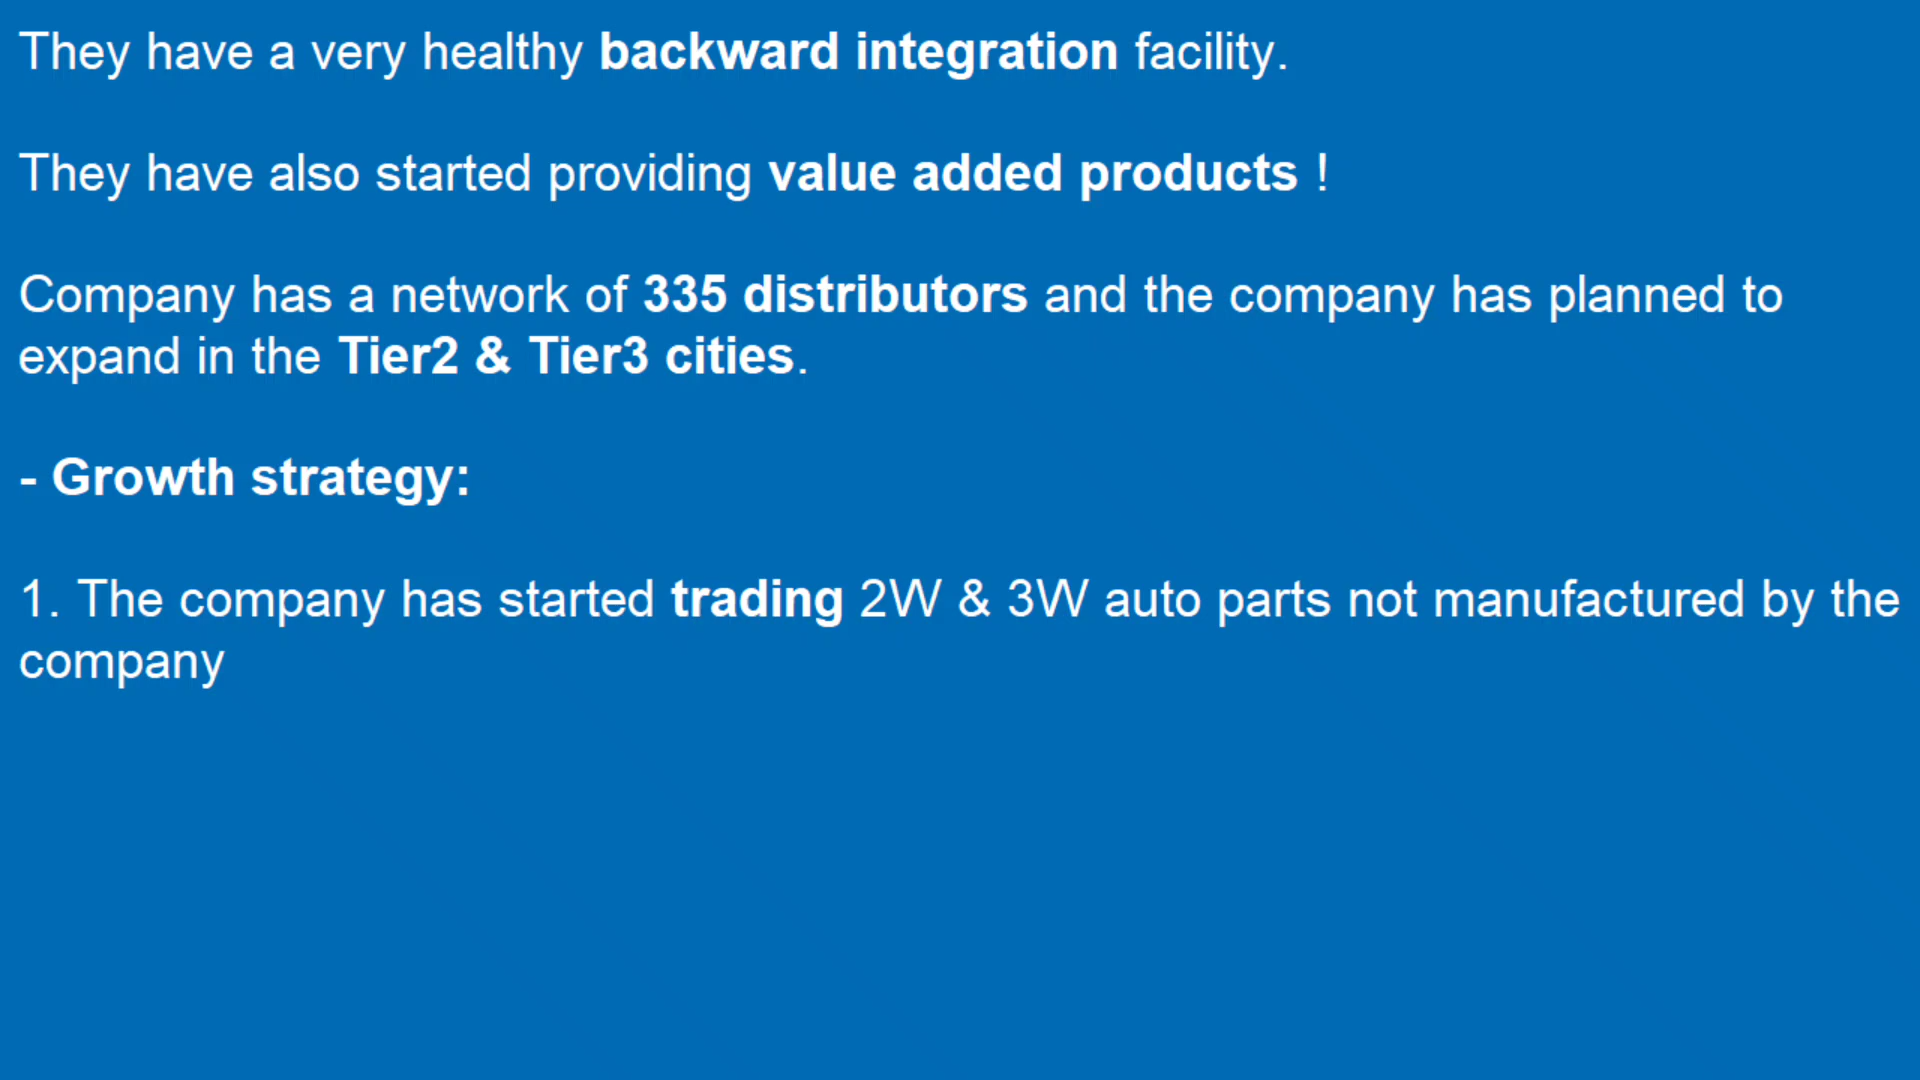 They have a very healthy backward integration facility.
They have also started providing value added products !
Company has a network of 335 distributors and the company has planned to
expand in the Tier2 & Tier3 cities.
- Growth strategy:
1. The company has started trading 2W & 3W auto parts not manufactured by the
company